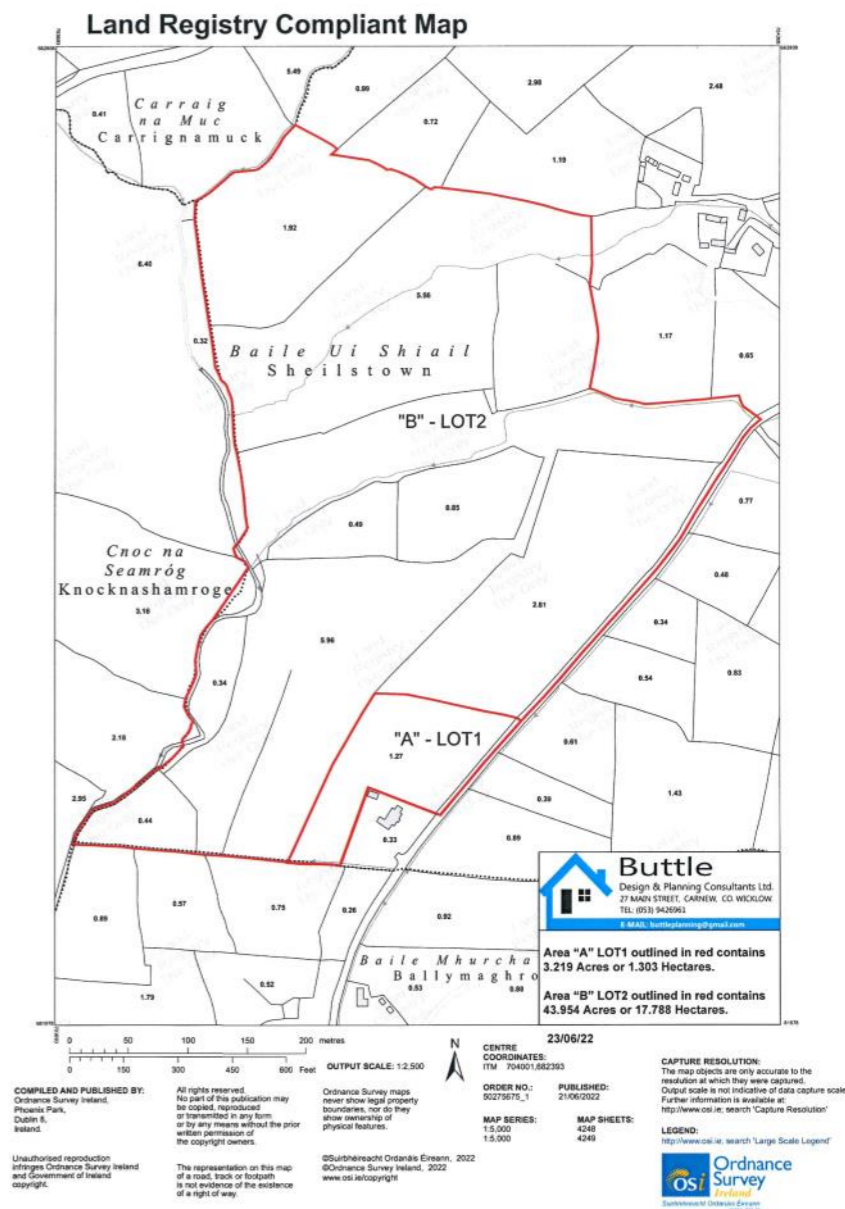 Land Registry Compliant Map
5.49
0.99
2.98
2.48
Carraig
na Muc
Carrignamuck
0.41
0.72
1.19
1.92
6.40
5.56
0.32
Baile Uí Shiail
Sheilstown
1.17
0.65
"B" - LOT2
0.77
0.40
0.85
0.46
Cnoc na
Seamróg
Knocknashamroge
3.16
2.81
0.34
5.96
0.54
0.83
0.34
"A" - LOT1
1.27
0.61
2.18
2.95
0.44
0.39
1.43
0.33
0.89
0.89
0.57
0.75
0.26
0.92
Baile Mhurcha
Ballymaghro
0.53
0.88
0.52
1.79
Buttle
Design & Planning Consultants Ltd.
27 MAIN STREET, CARNEW, CO. WICKLOW.
TEL: (053) 9426961
E-MAIL: buttleplanning@gmail.com
Area "A" LOT1 outlined in red contains
3.219 Acres or 1.303 Hectares.
Area "B" LOT2 outlined in red contains
43.954 Acres or 17.788 Hectares.
23/06/22
0 50 100 150 200 metres
0 150 300 450 600 Feet
OUTPUT SCALE: 1:2,500
N
CENTRE
COORDINATES:
ITM 704001,682393
ORDER NO.:
50275675_1
PUBLISHED:
21/06/2022
MAP SERIES:
1:5,000
1:5,000
MAP SHEETS:
4248
4249
CAPTURE RESOLUTION:
The map objects are only accurate to the
resolution at which they were captured.
Output scale is not indicative of data capture scale.
Further information is available at:
http://www.osi.ie; search 'Capture Resolution'
LEGEND:
http://www.osi.ie; search 'Large Scale Legend'
COMPILED AND PUBLISHED BY:
Ordnance Survey Ireland,
Phoenix Park,
Dublin 8,
Ireland.
Unauthorised reproduction
infringes Ordnance Survey Ireland
and Government of Ireland
copyright.
All rights reserved.
No part of this publication may
be copied, reproduced
or transmitted in any form
or by any means without the prior
written permission of
the copyright owners.
The representation on this map
of a road, track or footpath
is not evidence of the existence
of a right of way.
Ordnance Survey maps
never show legal property
boundaries, nor do they
show ownership of
physical features.
©Suirbhéireacht Ordanáis Éireann, 2022
©Ordnance Survey Ireland, 2022
www.osi.ie/copyright
osi
Ordnance
Survey
Ireland
Suirbhéireacht Ordanáis Éireann